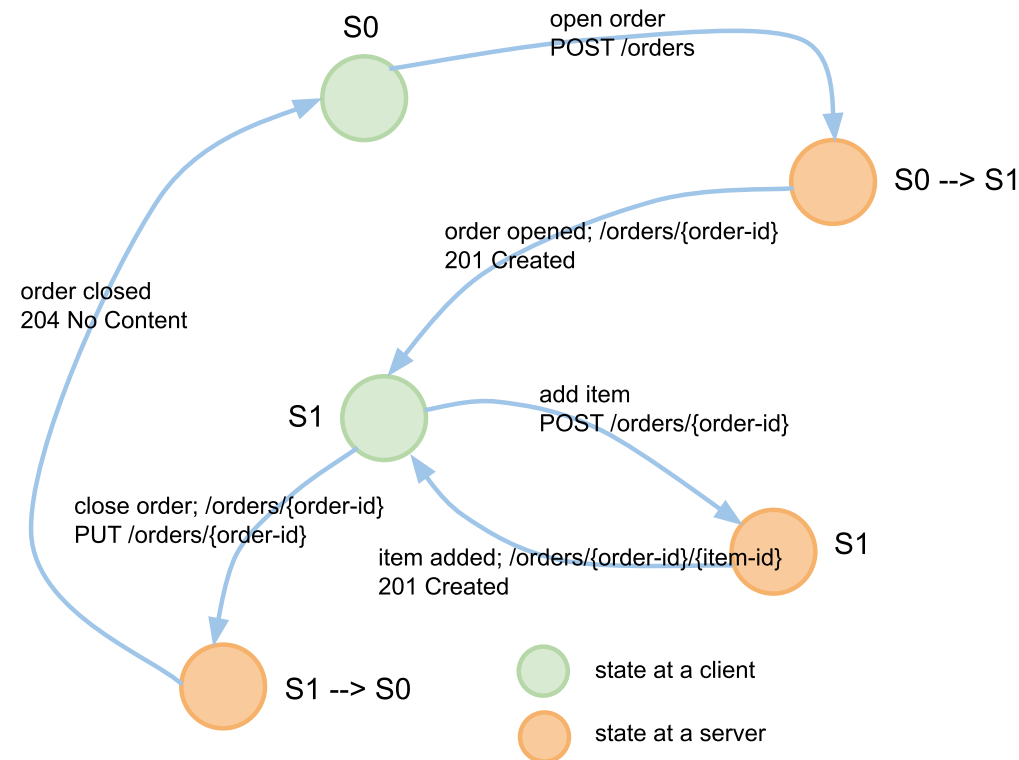 S0
open order
POST /orders
S0 --> S1
order opened; /orders/{order-id}
201 Created
order closed
204 No Content
S1
add item
POST /orders/{order-id}
close order; /orders/{order-id}
PUT /orders/{order-id}
item added; /orders/{order-id}/{item-id}
201 Created
S1
S1 --> S0
state at a client
state at a server